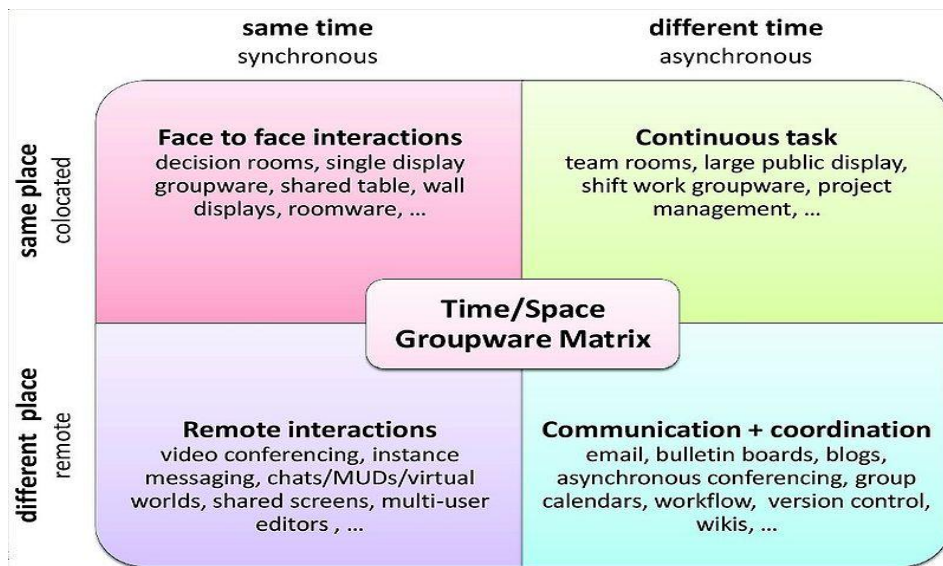 same time
synchronous
different time
asynchronous
same place
colocated
Face to face interactions
decision rooms, single display
groupware, shared table, wall
displays, roomware, ...
Continuous task
team rooms, large public display,
shift work groupware, project
management, ...
Time/Space
Groupware Matrix
different place
remote
Remote interactions
video conferencing, instance
messaging, chats/MUDs/virtual
worlds, shared screens, multi-user
editors , ...
Communication + coordination
email, bulletin boards, blogs,
asynchronous conferencing, group
calendars, workflow, version control,
wikis, ...